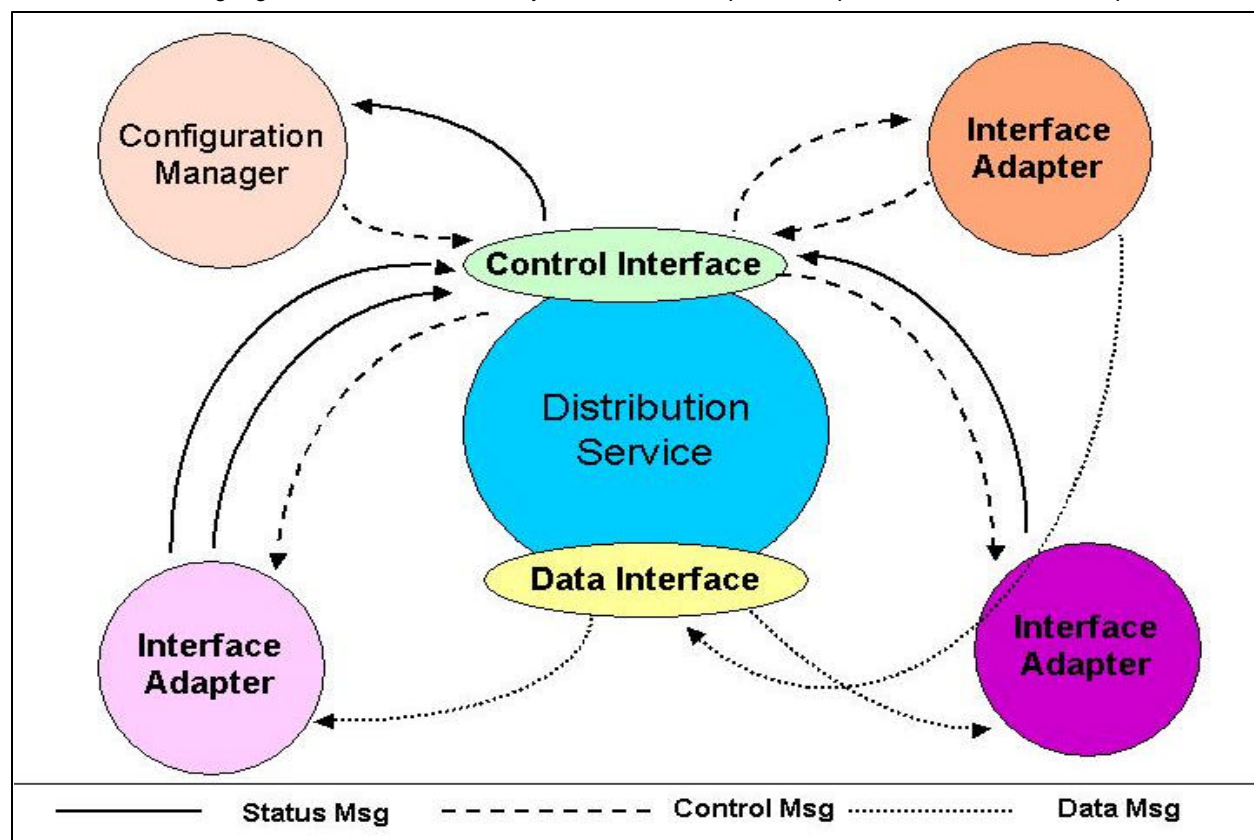 Configuration
Manager
Interface
Adapter
Control Interface
Distribution
Service
Data Interface
Interface
Adapter
Interface
Adapter
Status Msg
Control Msg
Data Msg